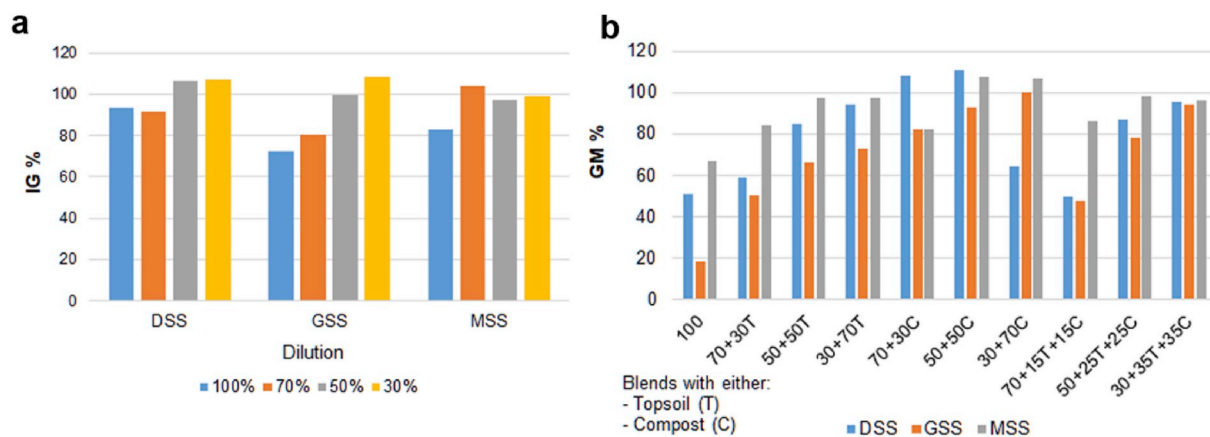 a
120
100
80
60
40
20
0
IG %
DSS GSS MSS
Dilution
100% 70% 50% 30%
b
120
100
80
60
40
20
0
GM %
100 70+30T 50+50T 30+70T 70+30C 50+50C 30+70C 70+15T+15C 50+25T+25C 30+35T+35C
Blends with either:
- Topsoil (T)
- Compost (C)
DSS GSS MSS